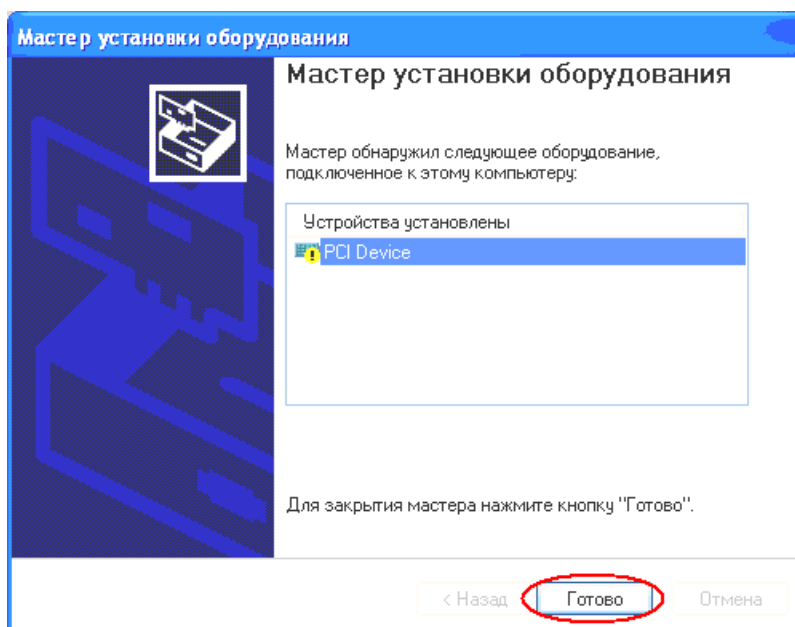 Мастер установки оборудования
Мастер установки оборудования
Мастер обнаружил следующее оборудование,
подключенное к этому компьютеру:
Устройства установлены
PCI Device
Для закрытия мастера нажмите кнопку "Готово".
< Назад Готово Отмена